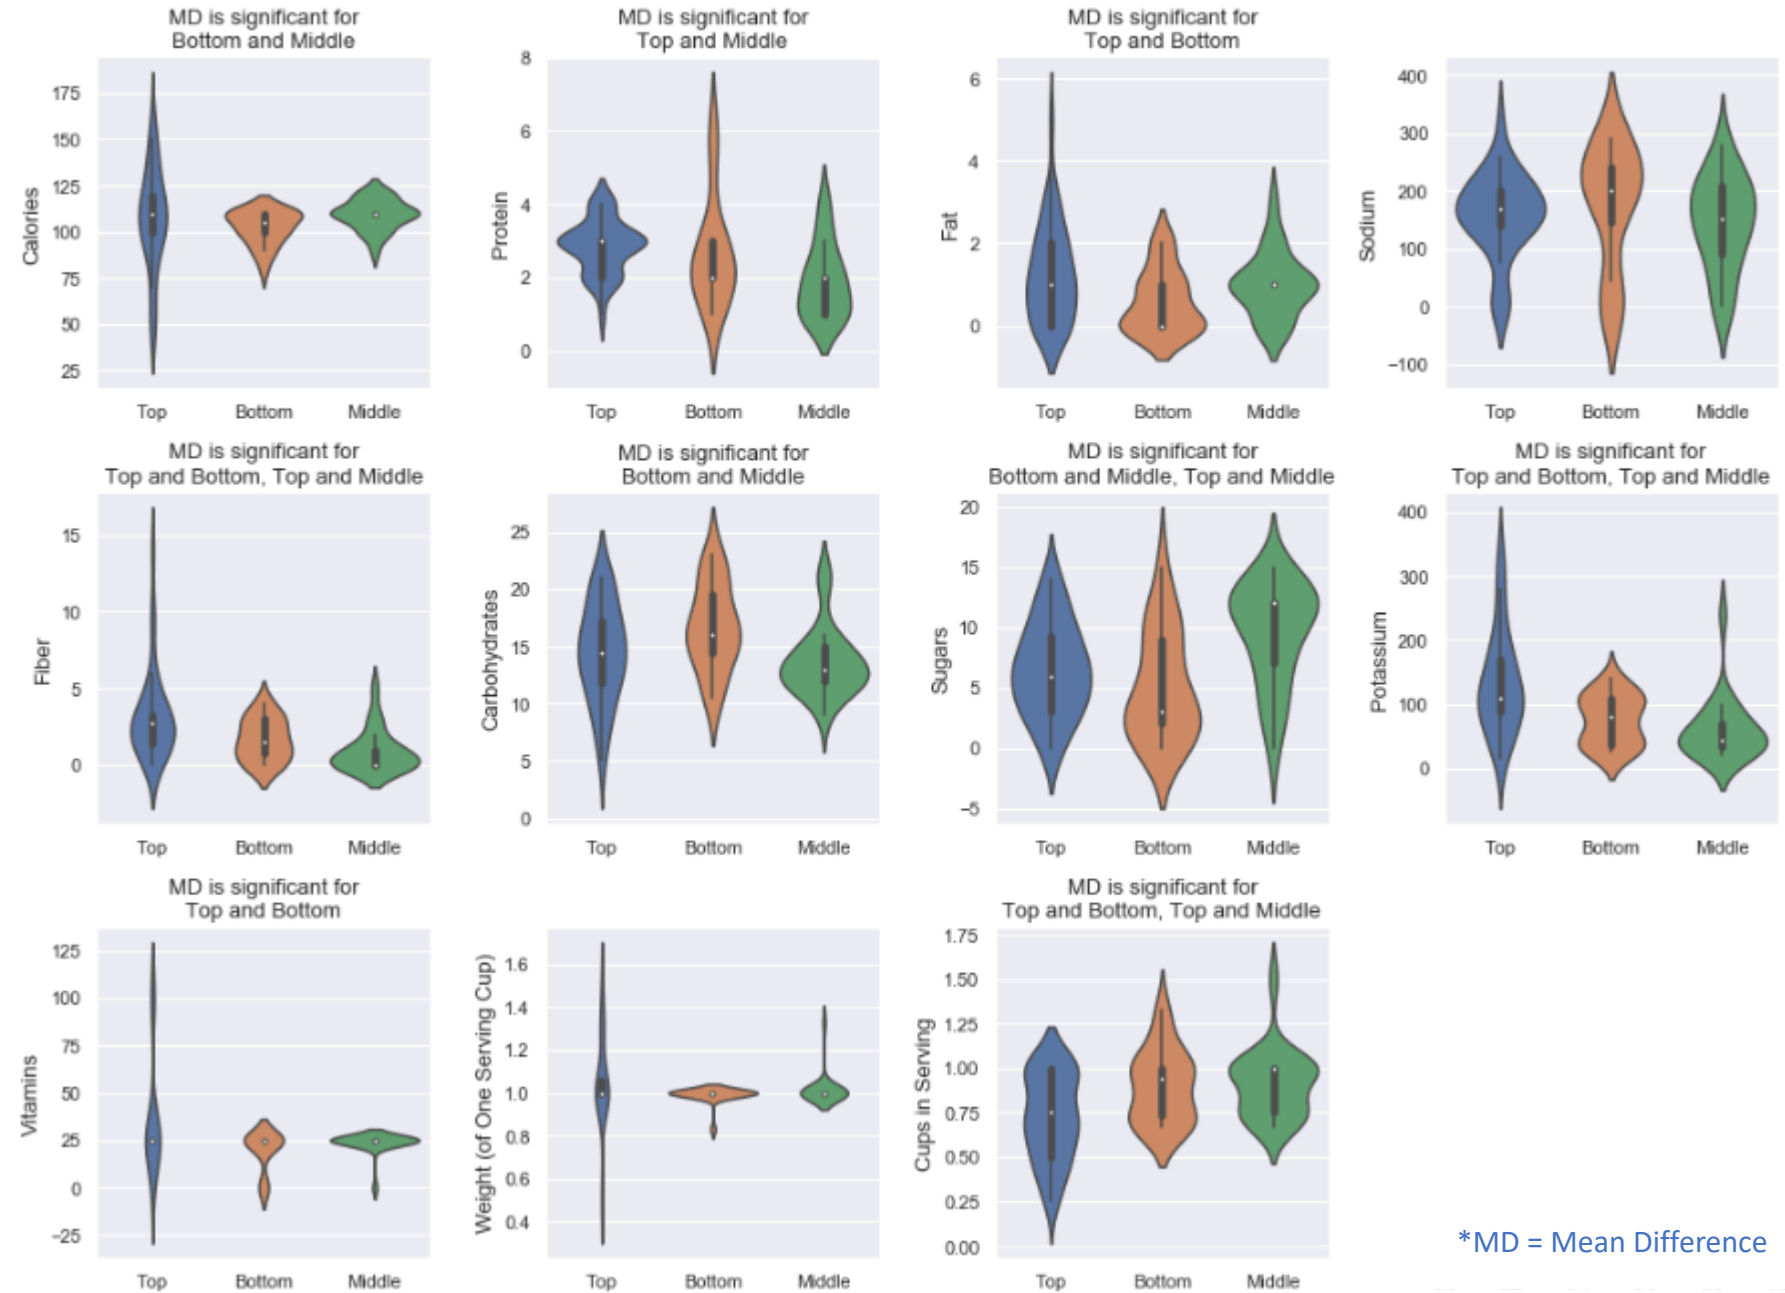 MD is significant for
Bottom and Middle
175
150
125
100
75
50
25
Calories
Top Bottom Middle
MD is significant for
Top and Middle
8
6
4
2
0
Protein
Top Bottom Middle
MD is significant for
Top and Bottom
6
4
2
0
Fat
Top Bottom Middle
400
300
200
100
0
−100
Sodium
Top Bottom Middle
MD is significant for
Top and Bottom, Top and Middle
15
10
5
0
Fiber
Top Bottom Middle
MD is significant for
Bottom and Middle
25
20
15
10
5
0
Carbohydrates
Top Bottom Middle
MD is significant for
Bottom and Middle, Top and Middle
20
15
10
5
0
−5
Sugars
Top Bottom Middle
MD is significant for
Top and Bottom, Top and Middle
400
300
200
100
0
Potassium
Top Bottom Middle
MD is significant for
Top and Bottom
125
100
75
50
25
0
−25
Vitamins
Top Bottom Middle
1.6
1.4
1.2
1.0
0.8
0.6
0.4
Weight (of One Serving Cup)
Top Bottom Middle
MD is significant for
Top and Bottom, Top and Middle
1.75
1.50
1.25
1.00
0.75
0.50
0.25
0.00
Cups in Serving
Top Bottom Middle
*MD = Mean Difference